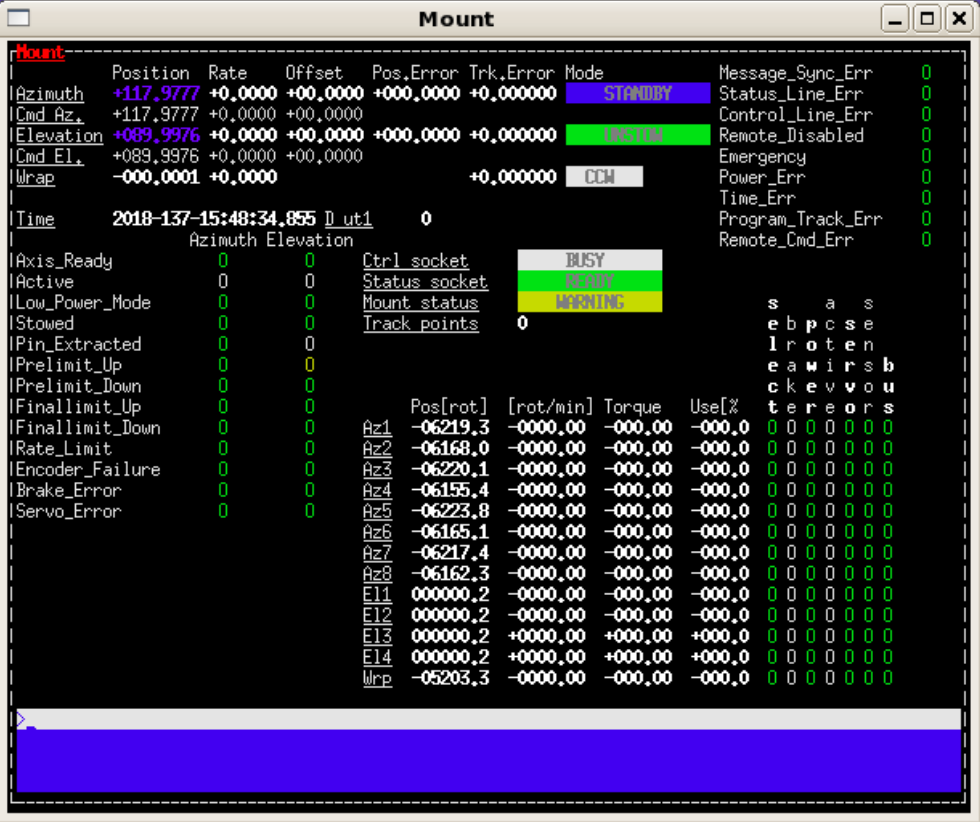 Mount
Mount
Position Rate Offset Pos.Error Trk.Error Mode Message_Sync_Err 0
Azimuth +117.9777 +0.0000 +00.0000 +000.0000 +0.000000 STANDBY Status_Line_Err 0
Cmd Az. +117.9777 +0.0000 +00.0000 Control_Line_Err 0
Elevation +089.9976 +0.0000 +00.0000 +000.0000 +0.000000 UNSTOW Remote_Disabled 0
Cmd El. +089.9976 +0.0000 +00.0000 Emergency 0
Wrap -000.0001 +0.0000 +0.000000 CCW Power_Err 0
Time_Err 0
Time 2018-137-15:48:34.855 D_ut1 0 Program_Track_Err 0
Azimuth Elevation Remote_Cmd_Err 0
Axis_Ready 0 0 Ctrl socket BUSY
Active 0 0 Status socket READY
Low_Power_Mode 0 0 Mount status WARNING s a s
Stowed 0 0 Track points 0 e b p c s e
Pin_Extracted 0 0 l r o t e n
Prelimit_Up 0 0 e a w i r s b
Prelimit_Down 0 0 c k e v v o u
Finallimit_Up 0 0 Pos[rot] [rot/min] Torque Use[% t e r e o r s
Finallimit_Down 0 0 Az1 -06219.3 -0000.00 -000.00 -000.0 0 0 0 0 0 0 0
Rate_Limit 0 0 Az2 -06168.0 -0000.00 -000.00 -000.0 0 0 0 0 0 0 0
Encoder_Failure 0 0 Az3 -06220.1 -0000.00 -000.00 -000.0 0 0 0 0 0 0 0
Brake_Error 0 0 Az4 -06155.4 -0000.00 -000.00 -000.0 0 0 0 0 0 0 0
Servo_Error 0 0 Az5 -06223.8 -0000.00 -000.00 -000.0 0 0 0 0 0 0 0
Az6 -06165.1 -0000.00 -000.00 -000.0 0 0 0 0 0 0 0
Az7 -06217.4 -0000.00 -000.00 -000.0 0 0 0 0 0 0 0
Az8 -06162.3 -0000.00 -000.00 -000.0 0 0 0 0 0 0 0
El1 000000.2 -0000.00 -000.00 -000.0 0 0 0 0 0 0 0
El2 000000.2 -0000.00 -000.00 -000.0 0 0 0 0 0 0 0
El3 000000.2 +0000.00 +000.00 +000.0 0 0 0 0 0 0 0
El4 000000.2 +0000.00 -000.00 +000.0 0 0 0 0 0 0 0
Wrp -05203.3 -0000.00 -000.00 -000.0 0 0 0 0 0 0 0
>